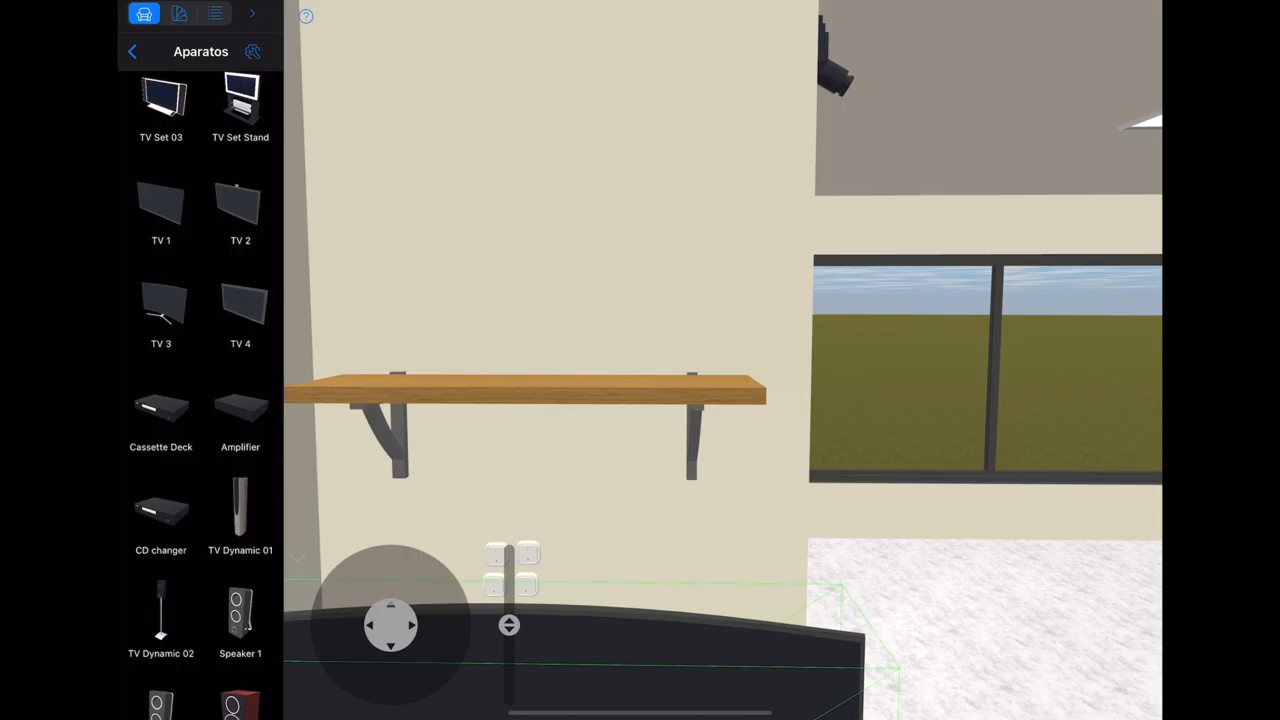 ?
Aparatos
TV Set 03 TV Set Stand
TV 1 TV 2
TV 3 TV 4
Cassette Deck Amplifier
CD changer TV Dynamic 01
TV Dynamic 02 Speaker 1